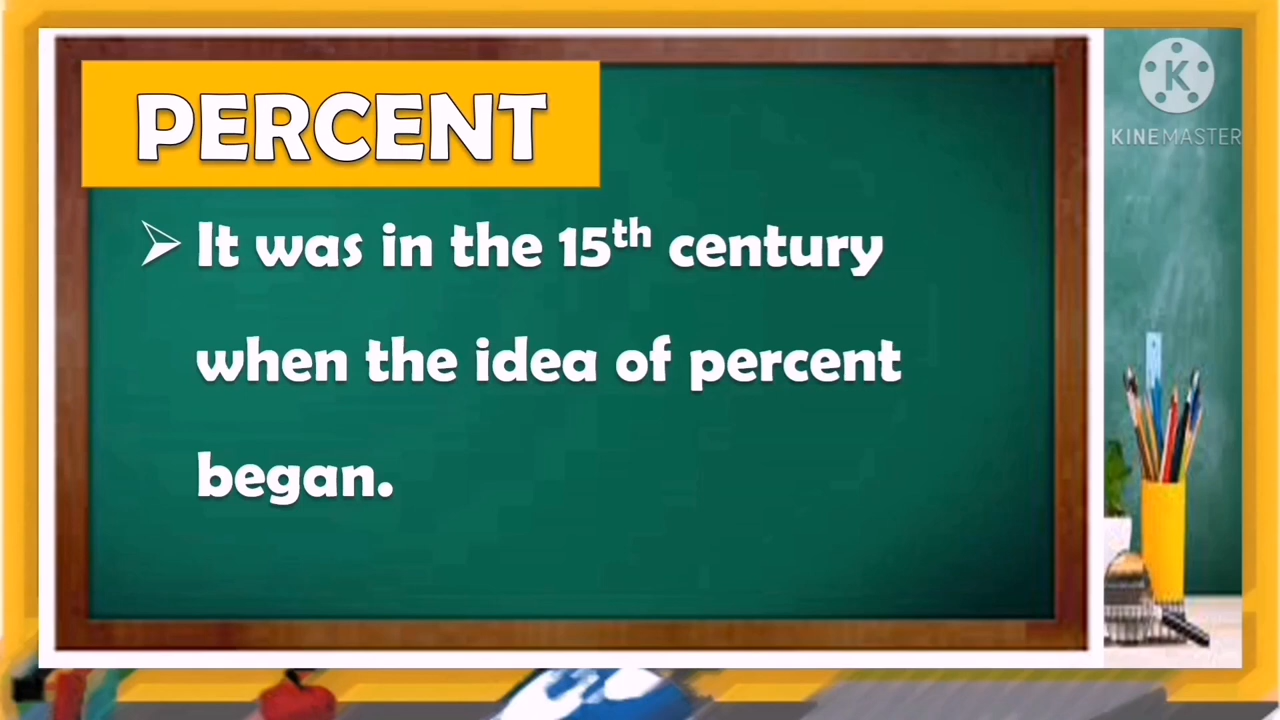 PERCENT
K
KINEMASTER
➢ It was in the 15th century
when the idea of percent
began.